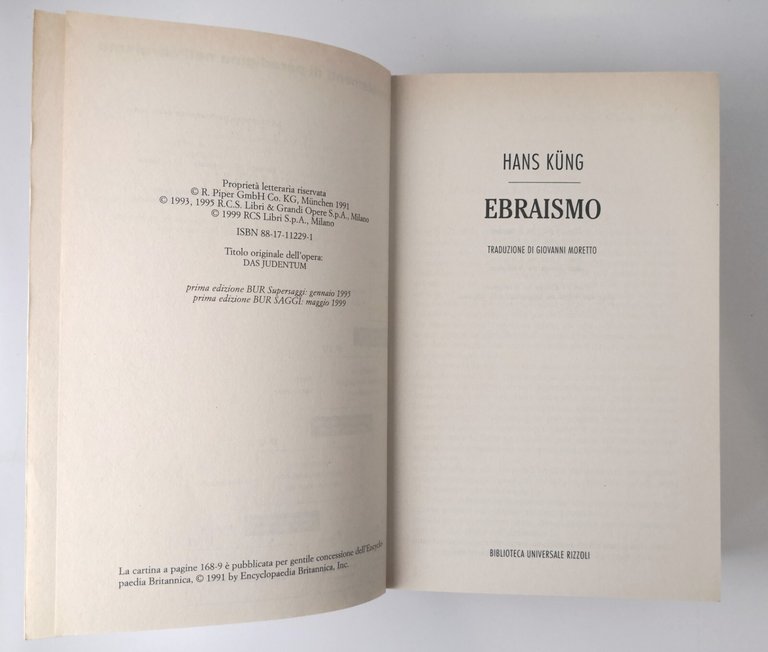 Proprietà letteraria riservata
© R. Piper GmbH Co. KG, München 1991
© 1993, 1995 R.C.S. Libri & Grandi Opere S.p.A., Milano
© 1999 RCS Libri S.p.A., Milano
ISBN 88-17-11229-1
Titolo originale dell'opera:
DAS JUDENTUM
prima edizione BUR Supersaggi: gennaio 1995
prima edizione BUR SAGGI: maggio 1999
La cartina a pagine 168-9 è pubblicata per gentile concessione dell'Encyclo-
paedia Britannica, © 1991 by Encyclopaedia Britannica, Inc.
HANS KÜNG
EBRAISMO
TRADUZIONE DI GIOVANNI MORETTO
BIBLIOTECA UNIVERSALE RIZZOLI